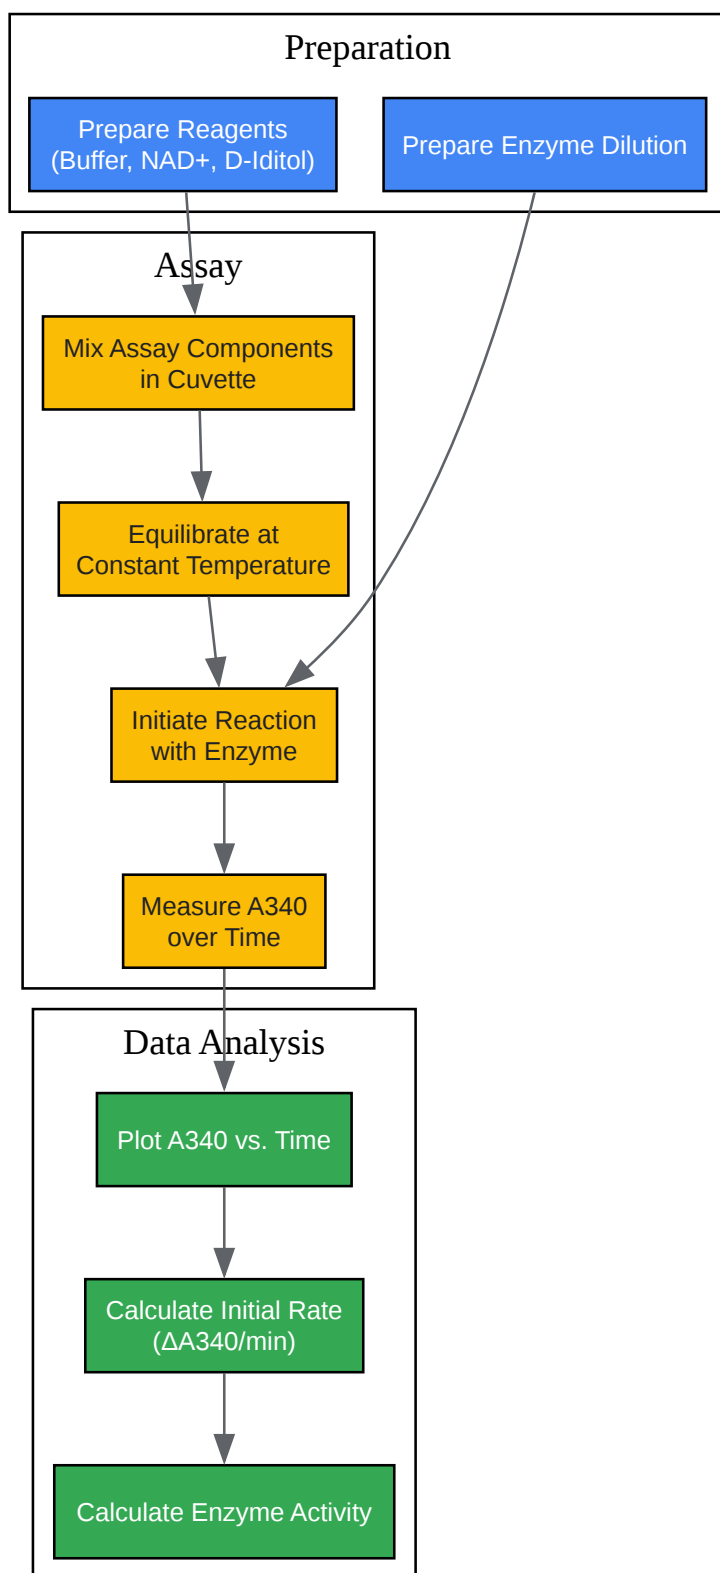 Preparation
Prepare Reagents
(Buffer, NAD+, D-Iditol)
Prepare Enzyme Dilution
Assay
Mix Assay Components
in Cuvette
Equilibrate at
Constant Temperature
Initiate Reaction
with Enzyme
Measure A340
over Time
Data Analysis
Plot A340 vs. Time
Calculate Initial Rate
(ΔA340/min)
Calculate Enzyme Activity